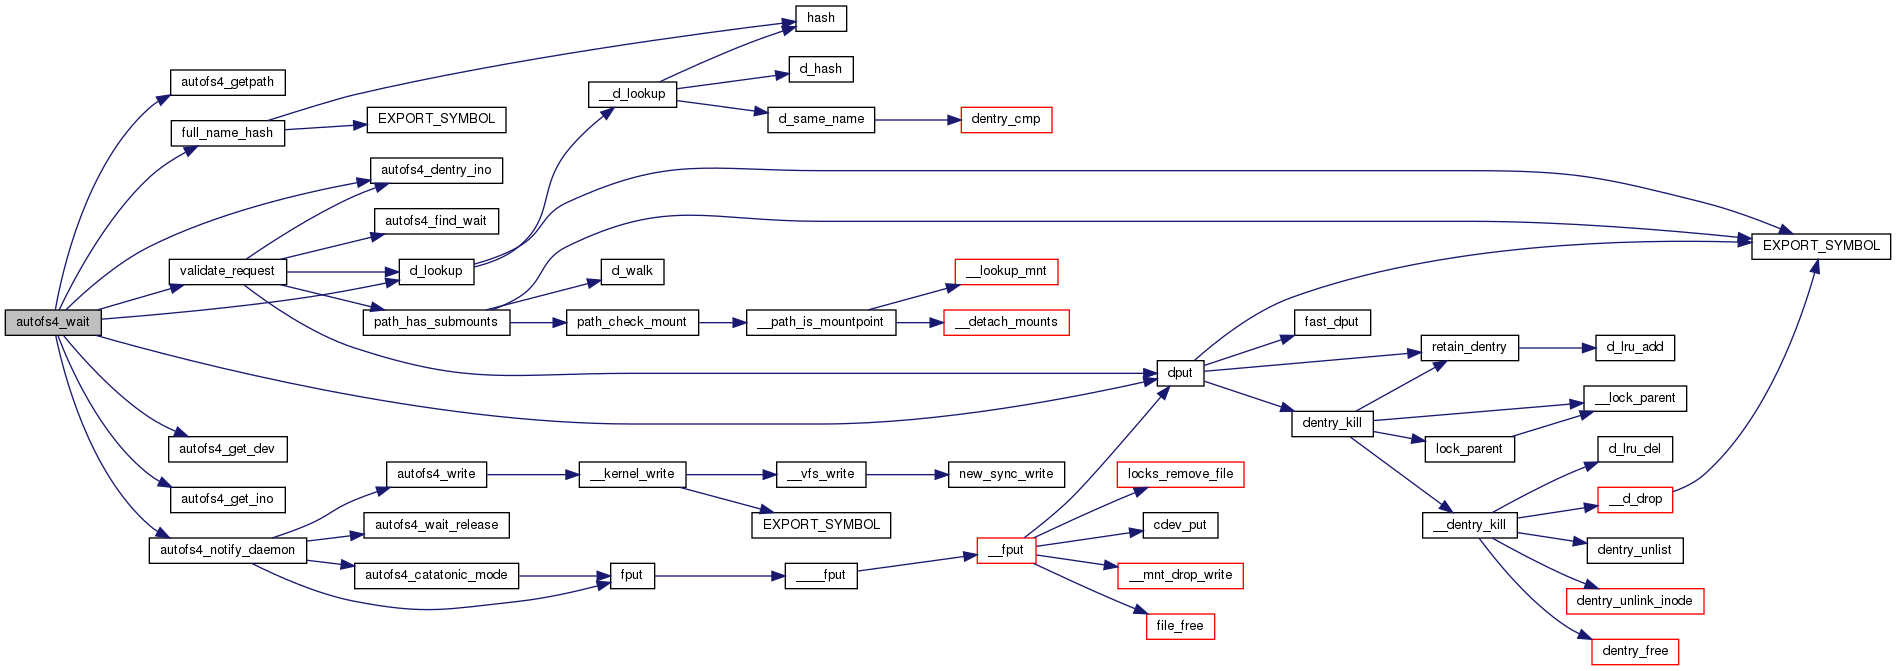 hash
autofs4_getpath
d_hash
__d_lookup
full_name_hash
EXPORT_SYMBOL
d_same_name
dentry_cmp
autofs4_dentry_ino
autofs4_find_wait
EXPORT_SYMBOL
validate_request
d_lookup
d_walk
__lookup_mnt
autofs4_wait
path_has_submounts
path_check_mount
__path_is_mountpoint
__detach_mounts
fast_dput
retain_dentry
d_lru_add
dput
__lock_parent
dentry_kill
lock_parent
autofs4_get_dev
d_lru_del
autofs4_write
__kernel_write
__vfs_write
new_sync_write
locks_remove_file
autofs4_get_ino
__d_drop
autofs4_wait_release
EXPORT_SYMBOL
cdev_put
__dentry_kill
autofs4_notify_daemon
__fput
dentry_unlist
autofs4_catatonic_mode
fput
____fput
__mnt_drop_write
dentry_unlink_inode
file_free
dentry_free